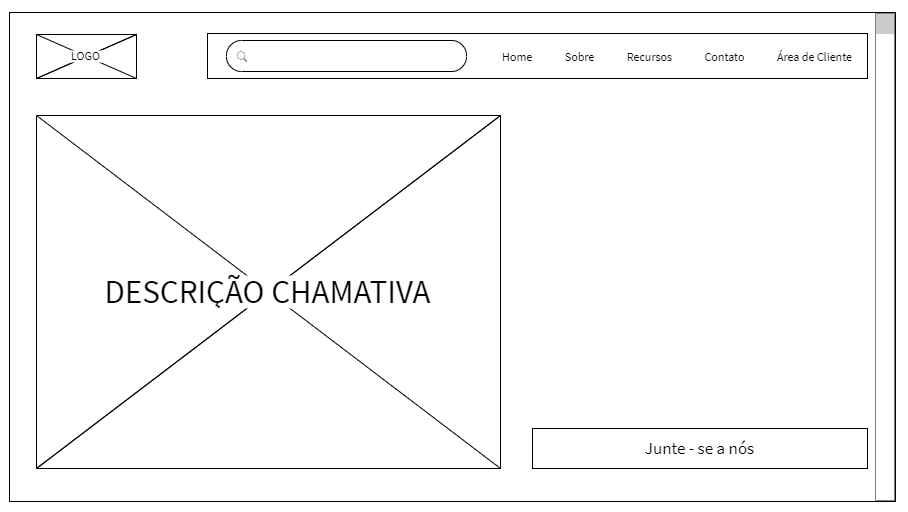 LOGO
Home Sobre Recursos Contato Área de Cliente
DESCRIÇÃO CHAMATIVA
Junte - se a nós